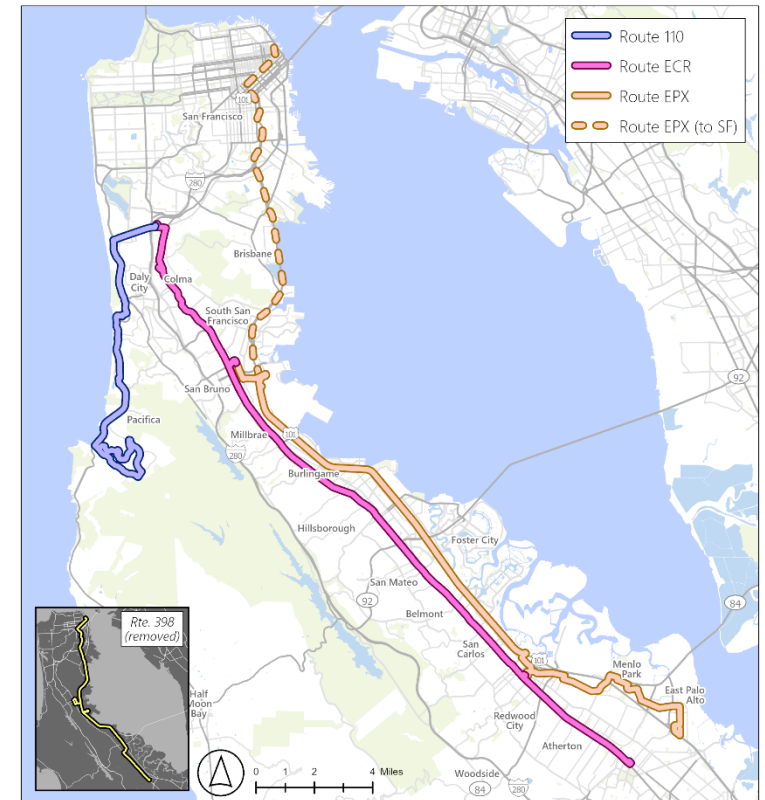 Route 110
Route ECR
Route EPX
Route EPX (to SF)
101
San Francisco
280
Brisbane
Daly
City
Colma
South San
Francisco
San Bruno
92
Pacifica
Millbrae
101
280
Burlingame
Hillsborough
Foster City
San Mateo
92
84
Belmont
San
Carlos
101
Menlo
Park
East Palo
Alto
Rte. 398
(removed)
Half
Moon
Bay
Redwood
City
Atherton
Woodside
84
280
0 1 2 4 Miles